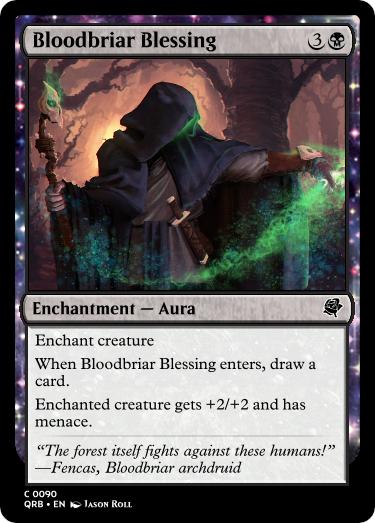 Bloodbriar Blessing 3
Enchantment — Aura
Enchant creature
When Bloodbriar Blessing enters, draw a
card.
Enchanted creature gets +2/+2 and has
menace.
“The forest itself fights against these humans!”
—Fencas, Bloodbriar archdruid
C 0090
QRB • EN Jason Roll